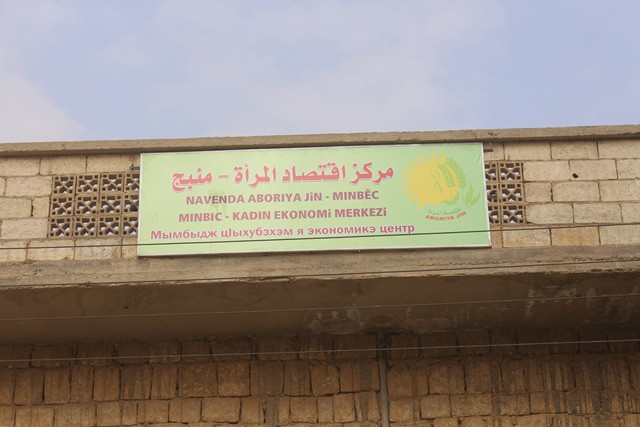 مركز اقتصاد المرأة - منبج
NAVENDA ABORIYA JiN - MINBÊC
MINBIC - KADIN EKONOMi MERKEZi
Мымбыдж цІыхубзхэм я экономикэ центр
ABORIYA JIN